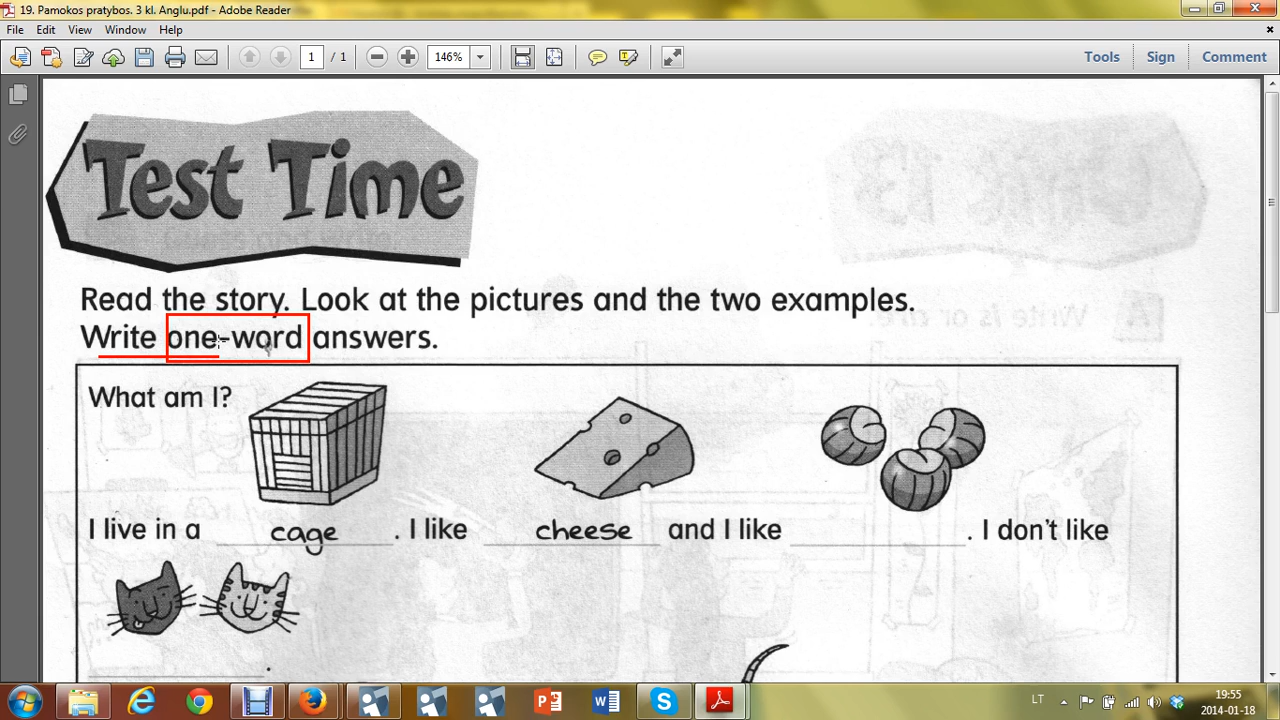 19. Pamokos pratybos. 3 kl. Anglu.pdf - Adobe Reader
File Edit View Window Help
1 / 1 146% Tools Sign Comment
Test Time
Read the story. Look at the pictures and the two examples.
Write one-word answers.
What am I?
I live in a cage . I like cheese and I like . I don't like
.
LT 19:55
2014-01-18